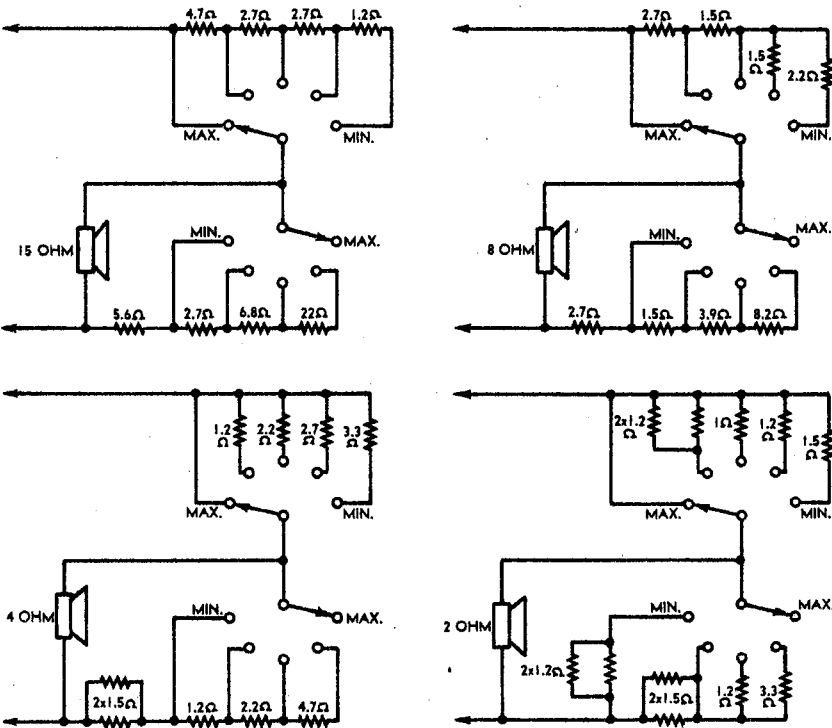 4.7Ω 2.7Ω 2.7Ω 1.2Ω
MAX. MIN.
15 OHM
MIN. MAX.
5.6Ω 2.7Ω 6.8Ω 22Ω
2.7Ω 1.5Ω
1.5
Ω
2.2Ω
MAX. MIN.
8 OHM
MIN. MAX.
2.7Ω 1.5Ω 3.9Ω 8.2Ω
1.2
Ω
2.2
Ω
2.7
Ω
3.3
Ω
MAX. MIN.
4 OHM
MIN. MAX.
2x1.5Ω
1.2Ω 2.2Ω 4.7Ω
2x1.2
Ω
1Ω
1.2
Ω
1.5
Ω
MAX. MIN.
2 OHM
MIN. MAX.
2x1.2Ω
2x1.5Ω
1.2
Ω
3.3
Ω